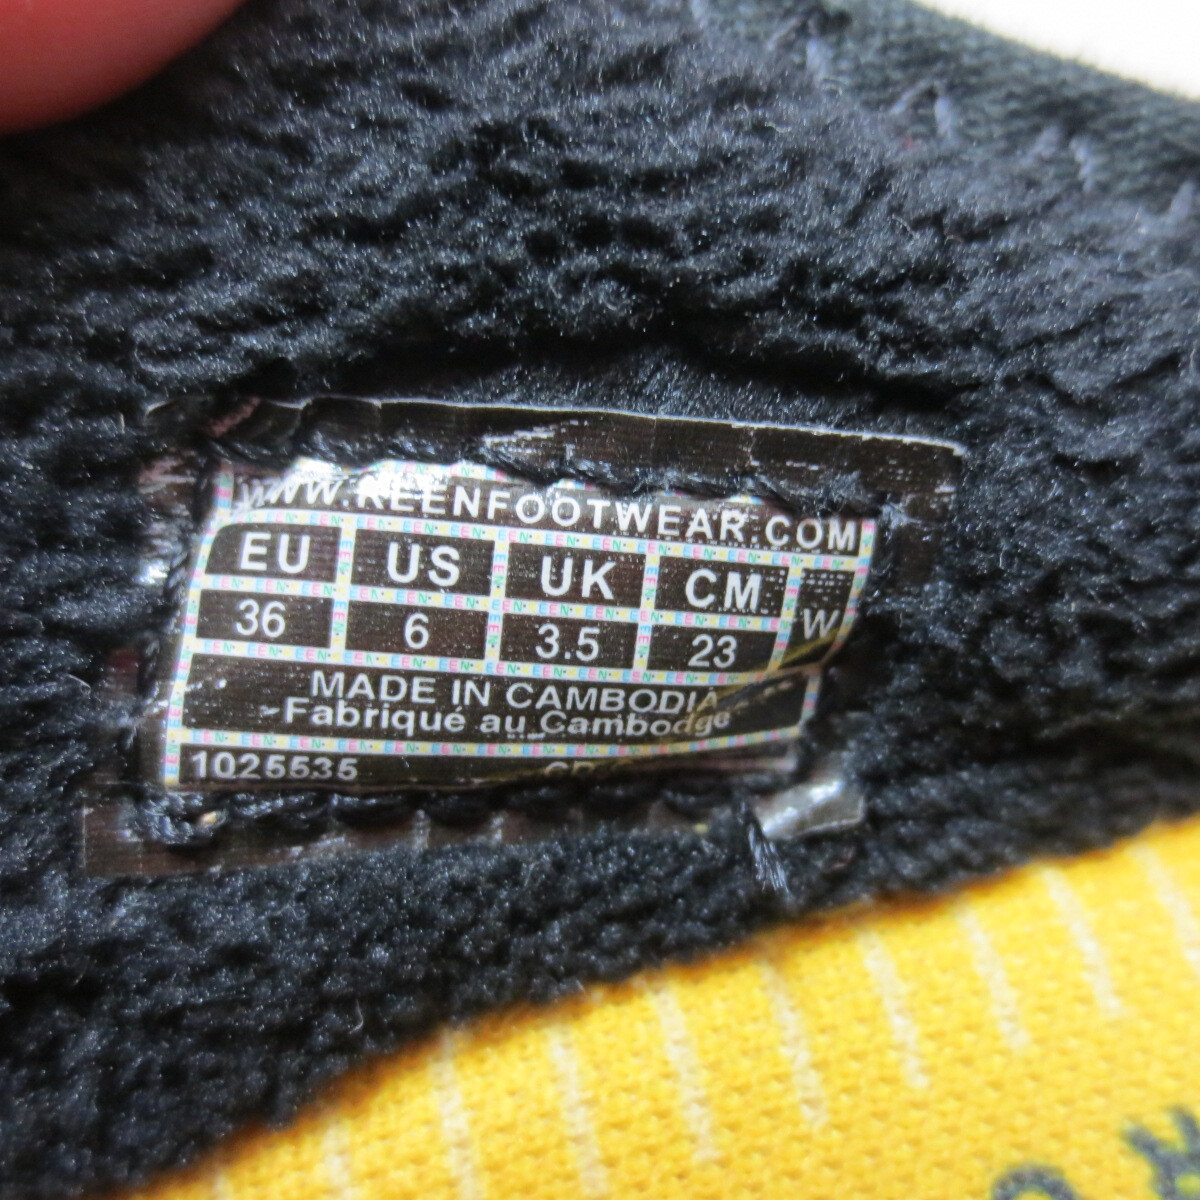 WWW.KEENFOOTWEAR.COM
EU US UK CM W
36 6 3.5 23
MADE IN CAMBODIA
Fabriqué au Cambodge
1025535